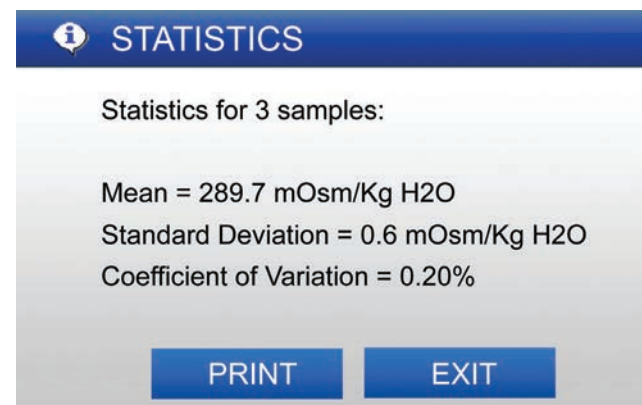 STATISTICS
Statistics for 3 samples:
Mean = 289.7 mOsm/Kg H2O
Standard Deviation = 0.6 mOsm/Kg H2O
Coefficient of Variation = 0.20%
PRINT EXIT